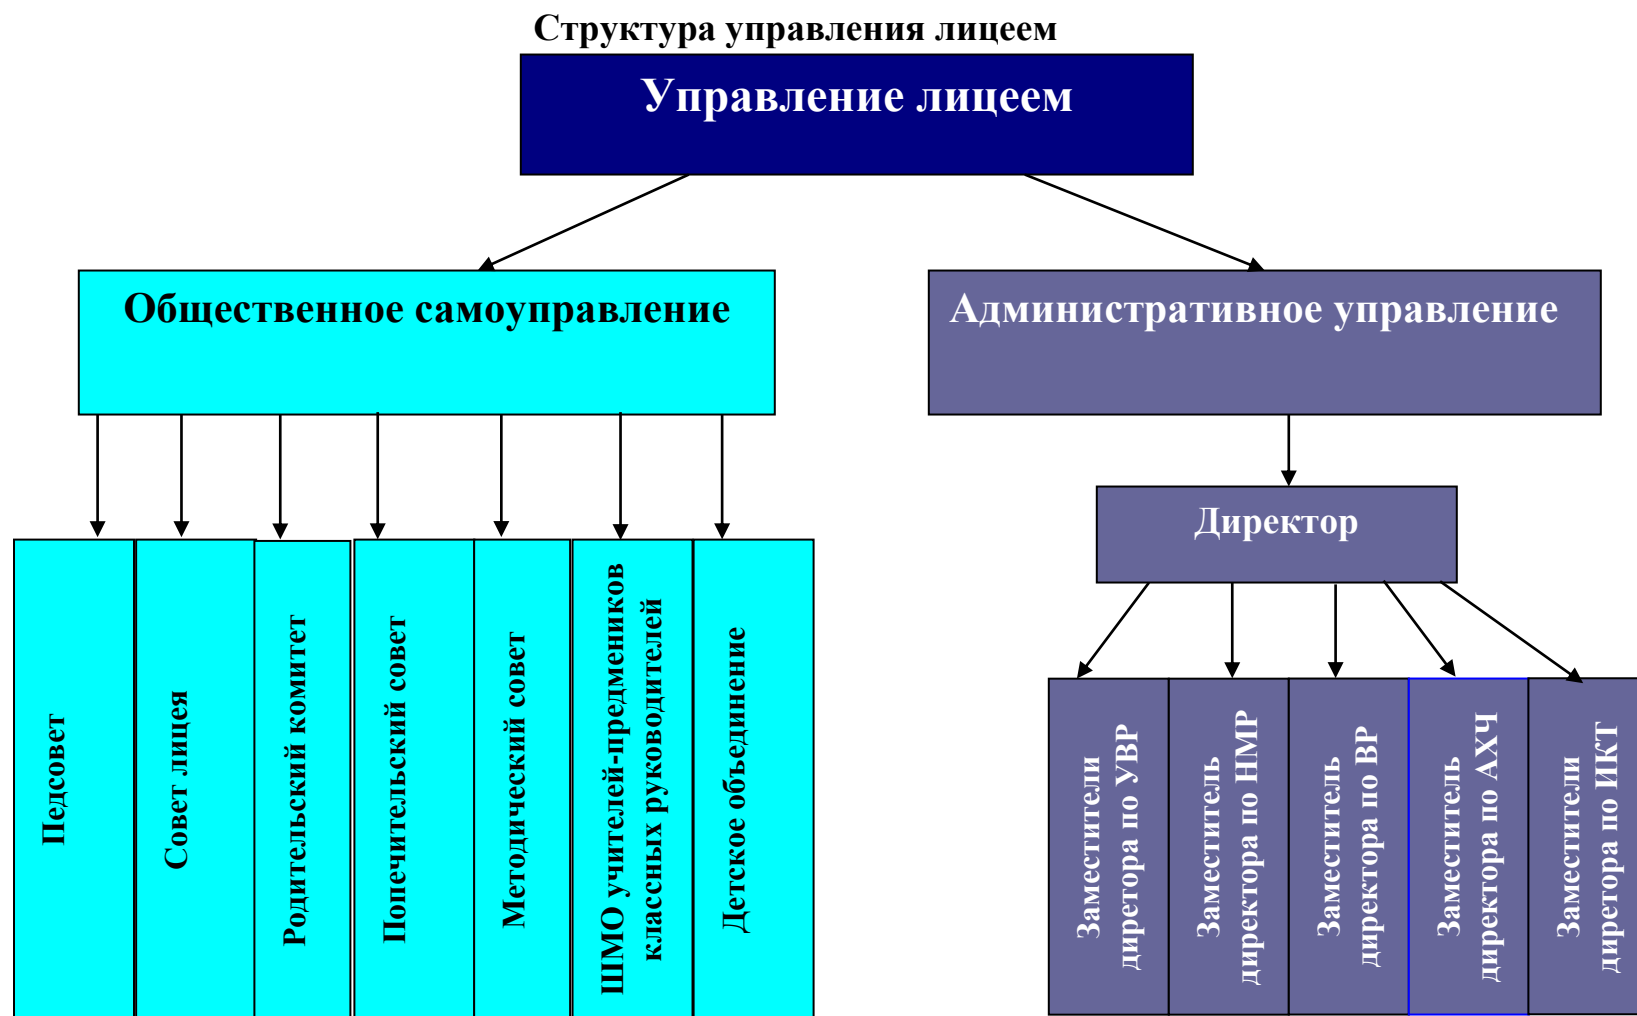 Структура управления лицеем
Управление лицеем
Общественное самоуправление
Административное управление
Директор
Педсовет
Совет лицея
Родительский комитет
Попечительский совет
Методический совет
ШМО учителей-предмеников
классных руководителей
Детское объединение
Заместители
диретора по УВР
Заместитель
директора по НМР
Заместитель
директора по ВР
Заместитель
директора по АХЧ
Заместители
диретора по ИКТ